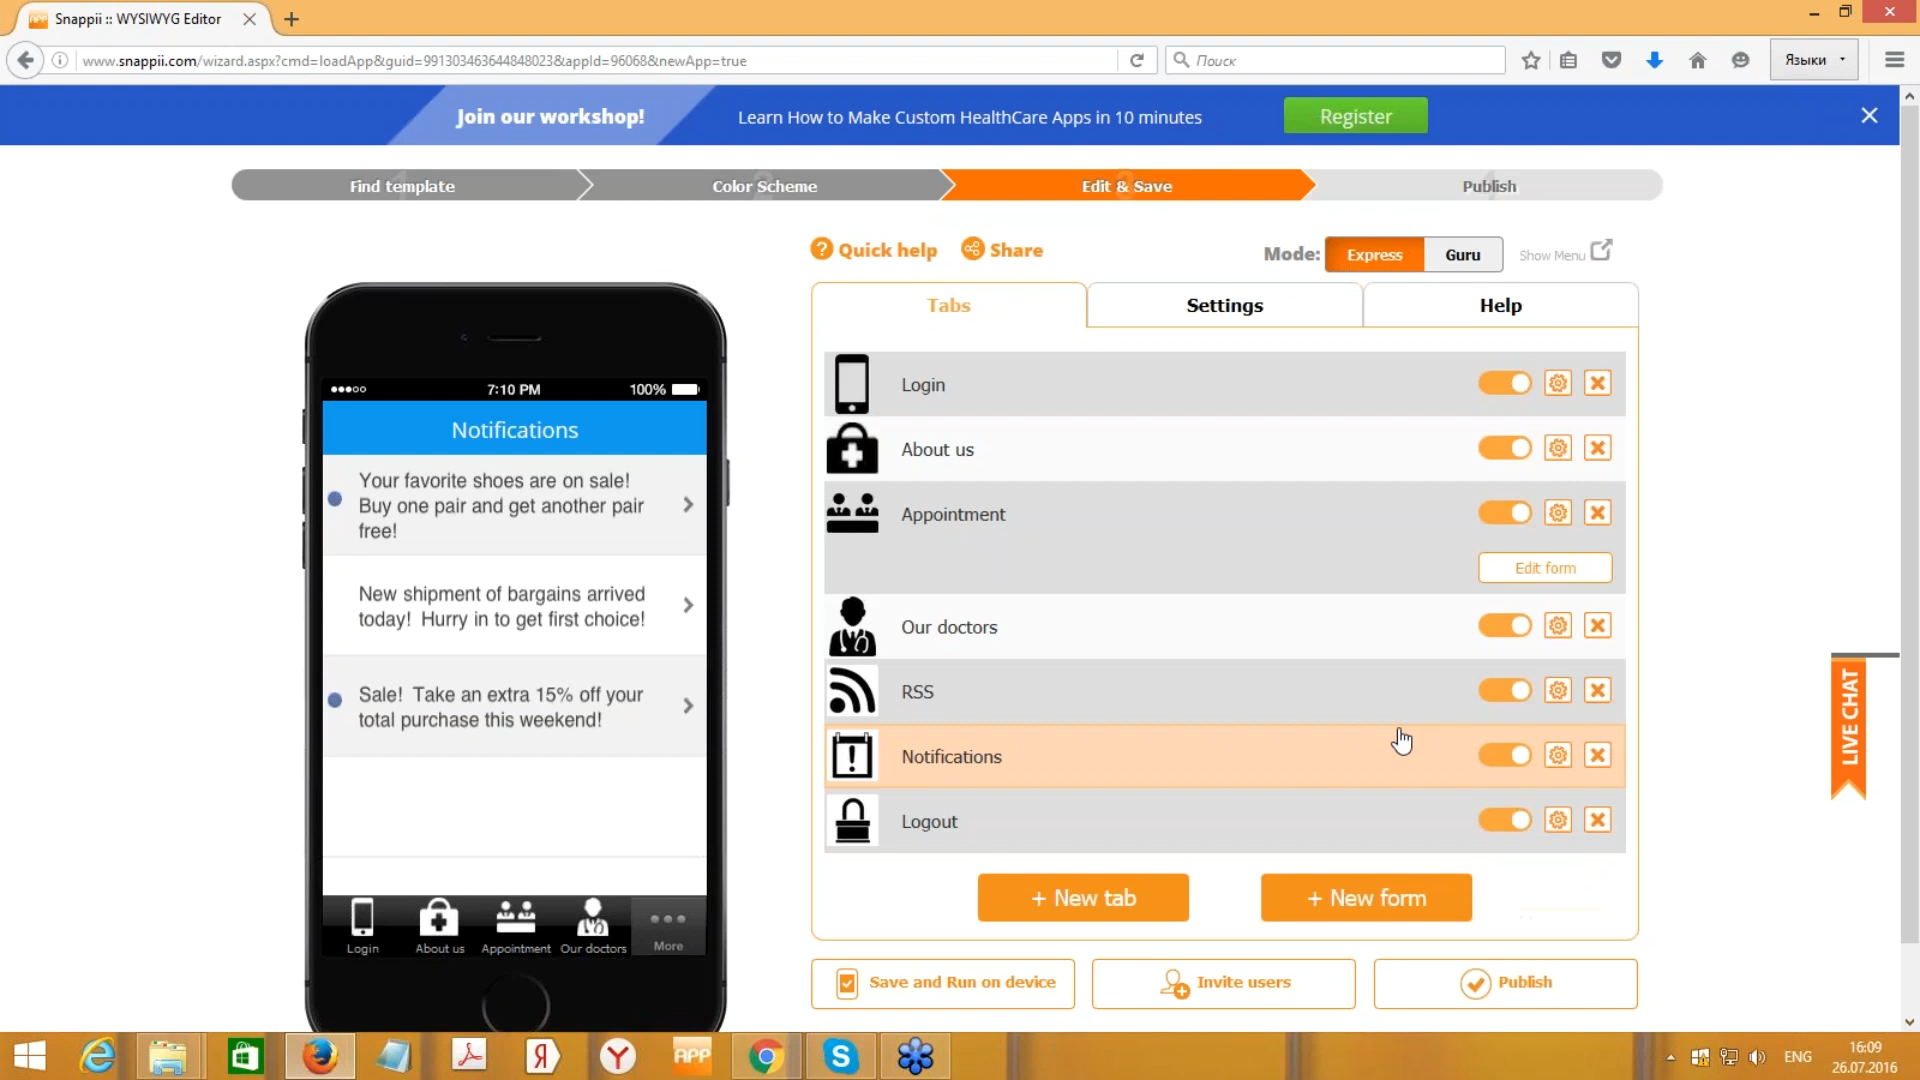 Snappii :: WYSIWYG Editor
www.snappii.com/wizard.aspx?cmd=loadApp&guid=991303463644848023&appId=96068&newApp=true
Поиск
Языки
Join our workshop!
Learn How to Make Custom HealthCare Apps in 10 minutes
Register
Find template
Color Scheme
Edit & Save
Publish
Quick help
Share
Mode:
Express
Guru
Show Menu
Tabs
Settings
Help
7:10 PM
100%
Notifications
Your favorite shoes are on sale!
Buy one pair and get another pair
free!
New shipment of bargains arrived
today! Hurry in to get first choice!
Sale! Take an extra 15% off your
total purchase this weekend!
Login
About us
Appointment
Our doctors
More
Login
About us
Appointment
Edit form
Our doctors
RSS
Notifications
Logout
+ New tab
+ New form
Save and Run on device
Invite users
Publish
LIVE CHAT
APP
ENG
16:09
26.07.2016